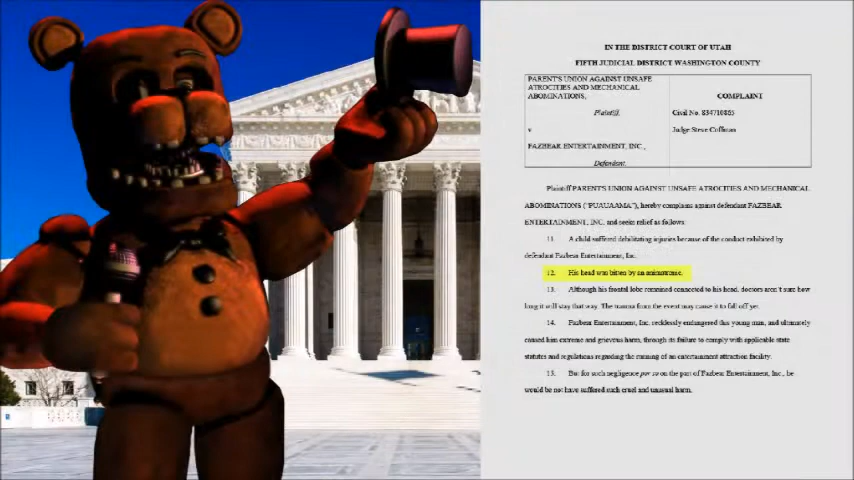 IN THE DISTRICT COURT OF UTAH
FIFTH JUDICIAL DISTRICT WASHINGTON COUNTY
PARENT'S UNION AGAINST UNSAFE
ATROCITIES AND MECHANICAL
ABOMINATIONS,
Plaintiff.
v
FAZBEAR ENTERTAINMENT, INC.,
Defendant.
COMPLAINT
Civil No. 834710865
Judge Steve Coffman
Plaintiff PARENT'S UNION AGAINST UNSAFE ATROCITIES AND MECHANICAL
ABOMINATIONS ("PUAUAAMA"), hereby complains against defendant FAZBEAR
ENTERTAINMENT, INC. and seeks relief as follows:
11. A child suffered debilitating injuries because of the conduct exhibited by
defendant Fazbear Entertainment, Inc.
12. His head was bitten by an animatronic.
13. Although his frontal lobe remained connected to his head, doctors aren't sure how
long it will stay that way. The trauma from the event may cause it to fall off yet.
14. Fazbear Entertainment, Inc. recklessly endangered this young man, and ultimately
caused him extreme and grievous harm, through its failure to comply with applicable state
statutes and regulations regarding the running of an entertainment attraction facility.
15. But for such negligence per se on the part of Fazbear Entertainment, Inc., he
would be not have suffered such cruel and unusual harm.